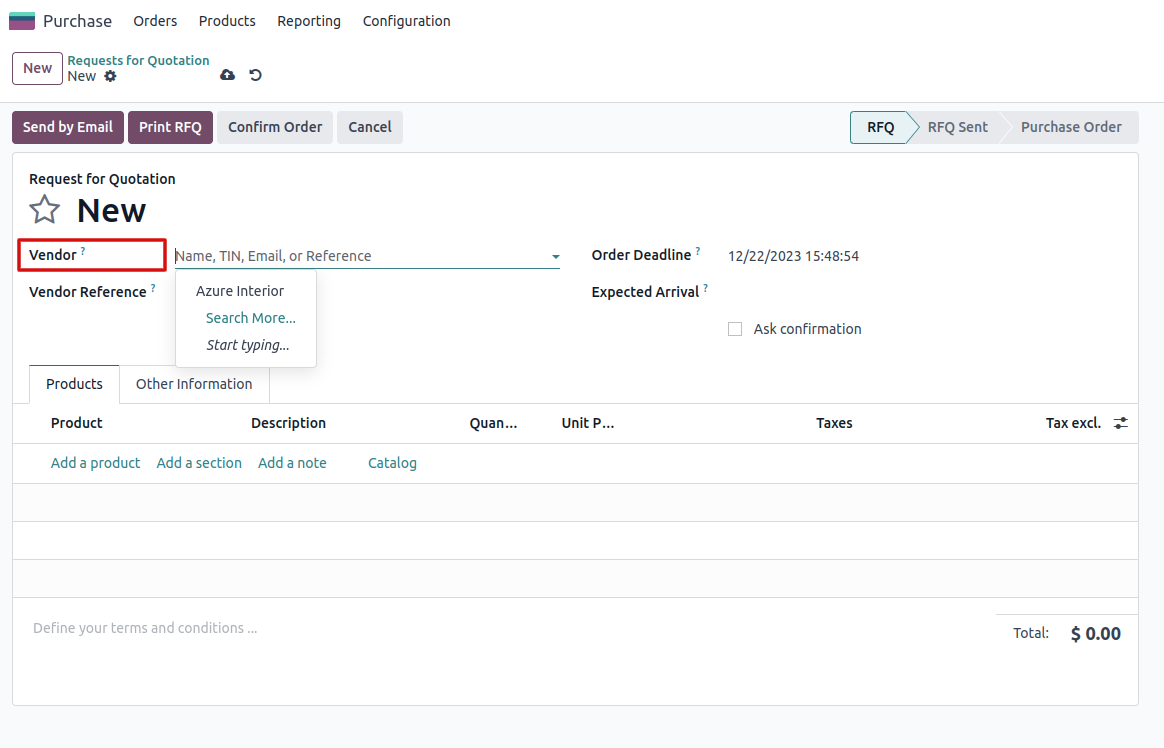 Purchase Orders Products Reporting Configuration
New Requests for Quotation
New
Send by Email Print RFQ Confirm Order Cancel RFQ RFQ Sent Purchase Order
Request for Quotation
New
Vendor ? Name, TIN, Email, or Reference Order Deadline ? 12/22/2023 15:48:54
Vendor Reference ? Azure Interior Expected Arrival ?
Search More...
Start typing... Ask confirmation
Products Other Information
Product Description Quan... Unit P... Taxes Tax excl.
Add a product Add a section Add a note Catalog
Define your terms and conditions ...
Total: $ 0.00